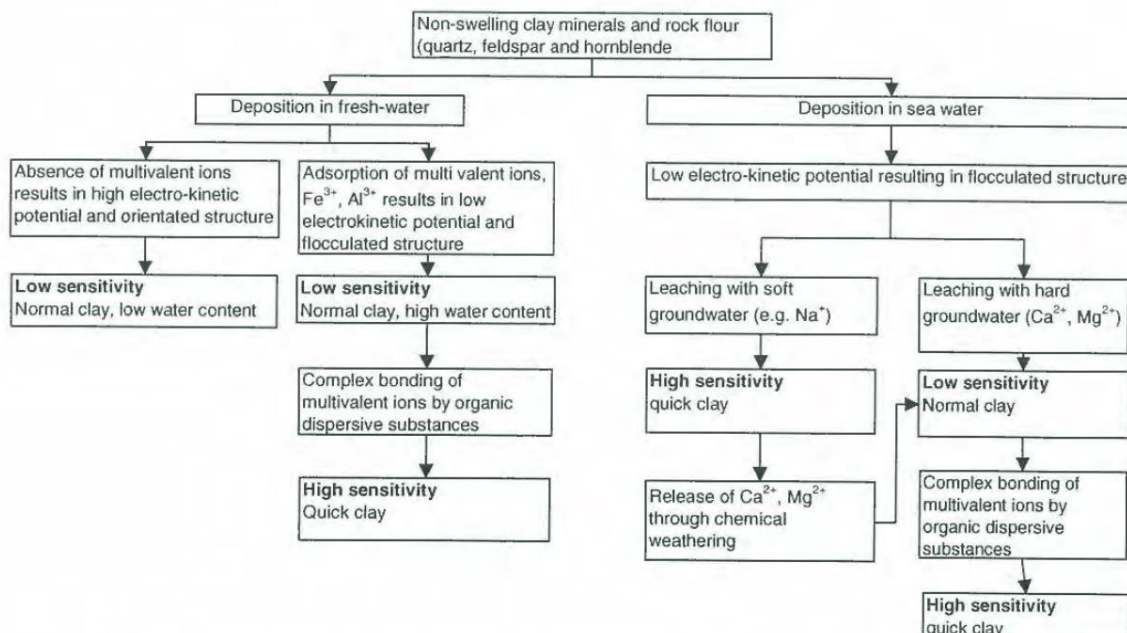 Non-swelling clay minerals and rock flour
(quartz, feldspar and hornblende
Deposition in fresh-water
Deposition in sea water
Absence of multivalent ions
results in high electro-kinetic
potential and orientated structure
Adsorption of multi valent ions,
Fe³⁺, Al³⁺ results in low
electrokinetic potential and
flocculated structure
Low electro-kinetic potential resulting in flocculated structure
Low sensitivity
Normal clay, low water content
Low sensitivity
Normal clay, high water content
Leaching with soft
groundwater (e.g. Na⁺)
Leaching with hard
groundwater (Ca²⁺, Mg²⁺)
Complex bonding of
multivalent ions by organic
dispersive substances
High sensitivity
quick clay
Low sensitivity
Normal clay
High sensitivity
Quick clay
Release of Ca²⁺, Mg²⁺
through chemical
weathering
Complex bonding of
multivalent ions by
organic dispersive
substances
High sensitivity
quick clay